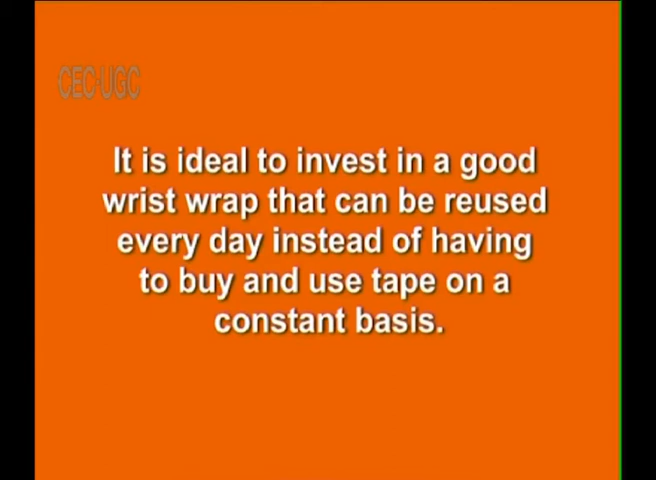 CEC-UGC
It is ideal to invest in a good
wrist wrap that can be reused
every day instead of having
to buy and use tape on a
constant basis.